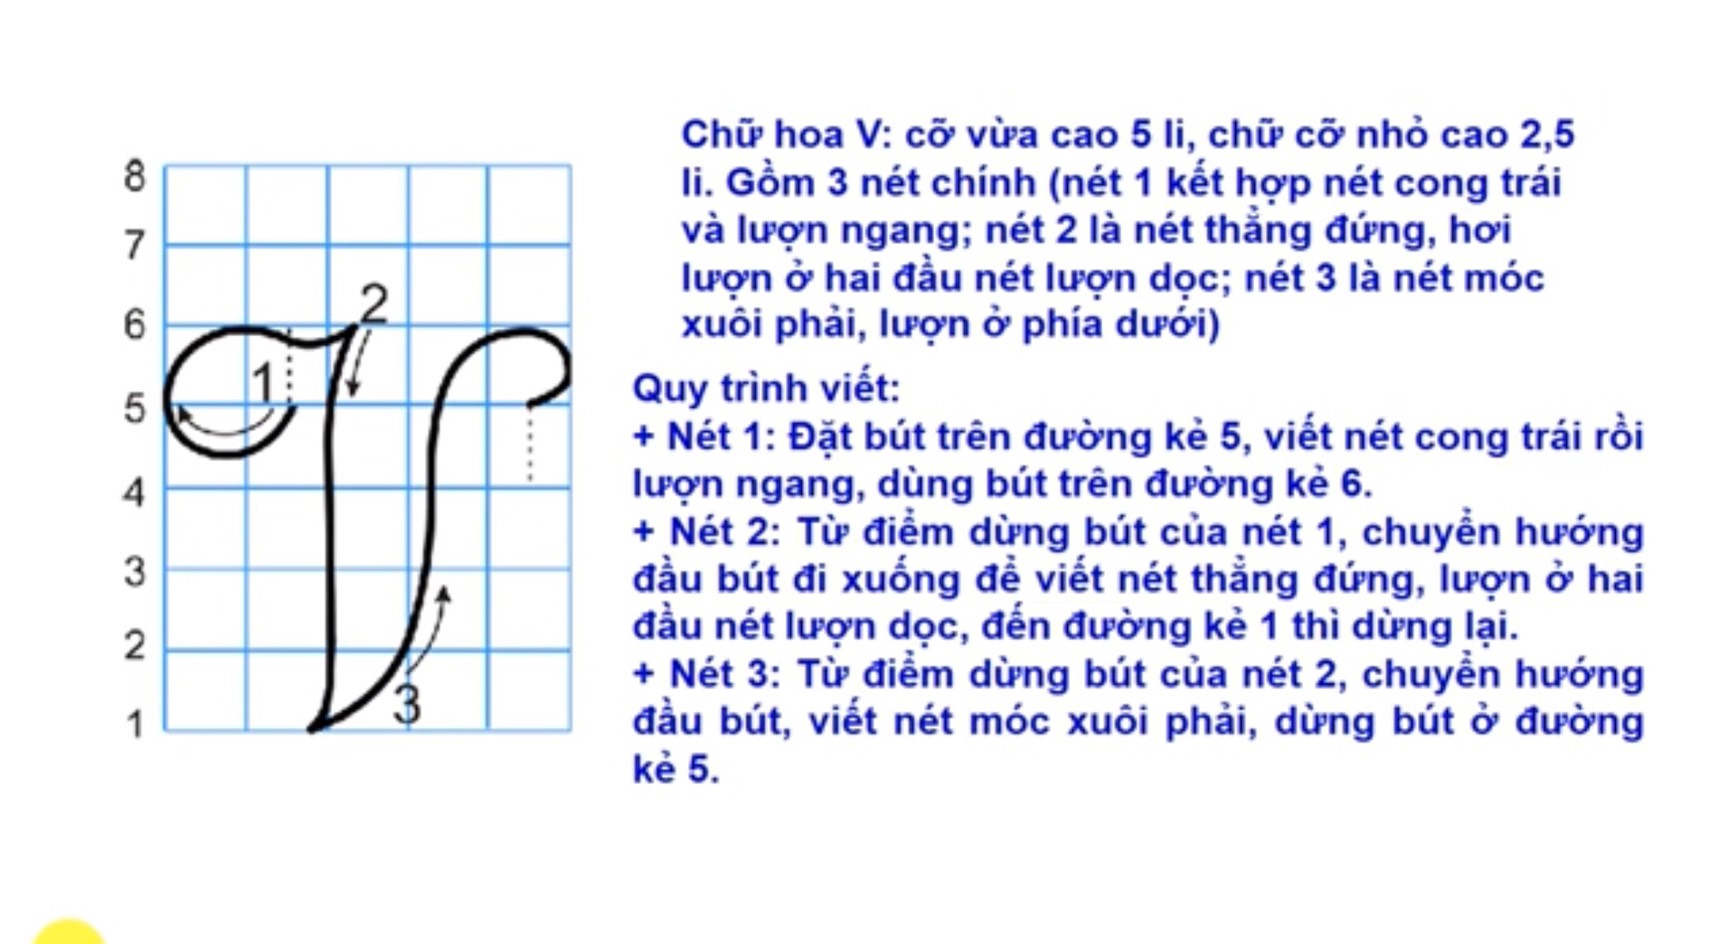 8
7
6
5
4
3
2
1
1
2
3
Chữ hoa V: cỡ vừa cao 5 li, chữ cỡ nhỏ cao 2,5
li. Gồm 3 nét chính (nét 1 kết hợp nét cong trái
và lượn ngang; nét 2 là nét thẳng đứng, hơi
lượn ở hai đầu nét lượn dọc; nét 3 là nét móc
xuôi phải, lượn ở phía dưới)
Quy trình viết:
+ Nét 1: Đặt bút trên đường kẻ 5, viết nét cong trái rồi
lượn ngang, dùng bút trên đường kẻ 6.
+ Nét 2: Từ điểm dừng bút của nét 1, chuyển hướng
đầu bút đi xuống để viết nét thẳng đứng, lượn ở hai
đầu nét lượn dọc, đến đường kẻ 1 thì dừng lại.
+ Nét 3: Từ điểm dừng bút của nét 2, chuyển hướng
đầu bút, viết nét móc xuôi phải, dừng bút ở đường
kẻ 5.